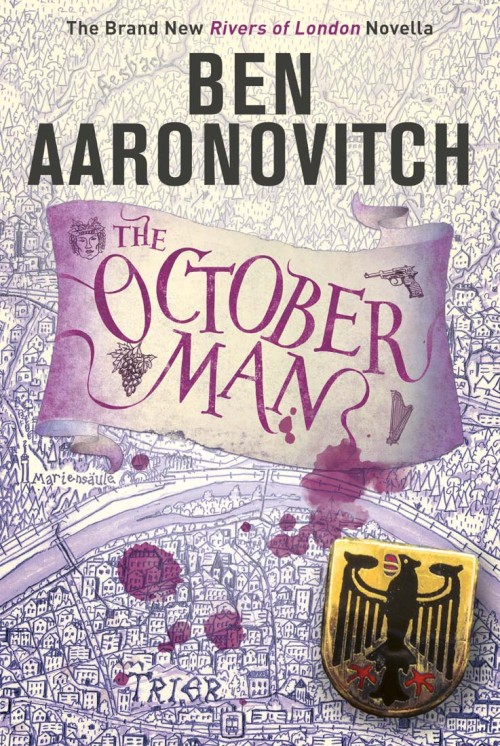 The Brand New Rivers of London Novella
BEN
AARONOVITCH
THE
OCTOBER
MAN
Mariensäule
TRIER